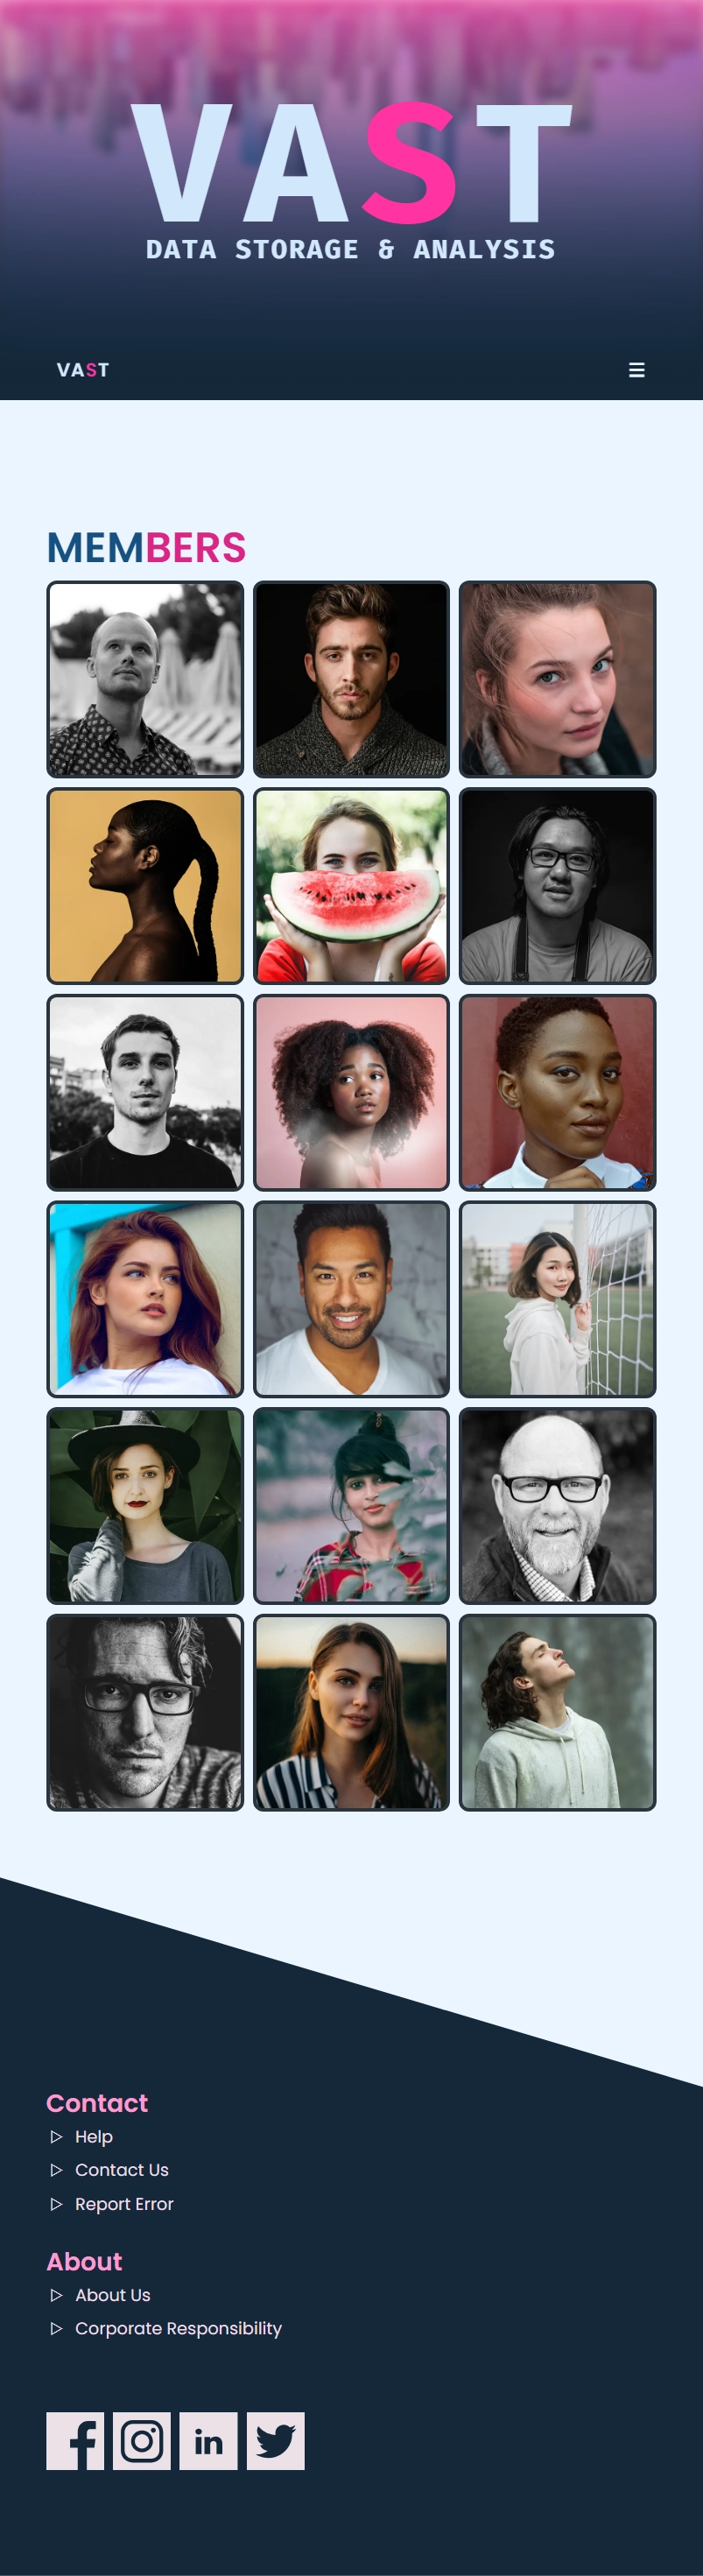 VAST
DATA STORAGE & ANALYSIS
VAST
MEMBERS
Contact
Help
Contact Us
Report Error
About
About Us
Corporate Responsibility
in